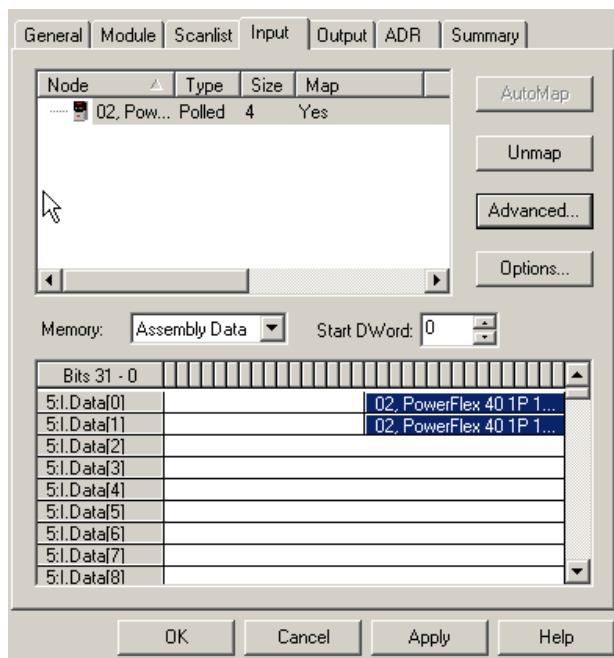 General Module Scanlist Input Output ADR Summary
Node Type Size Map
02, Pow... Polled 4 Yes
AutoMap
Unmap
Advanced...
Options...
Memory: Assembly Data Start DWord: 0
Bits 31 - 0
5:I.Data[0] 02, PowerFlex 40 1P 1...
5:I.Data[1] 02, PowerFlex 40 1P 1...
5:I.Data[2]
5:I.Data[3]
5:I.Data[4]
5:I.Data[5]
5:I.Data[6]
5:I.Data[7]
5:I.Data[8]
OK Cancel Apply Help